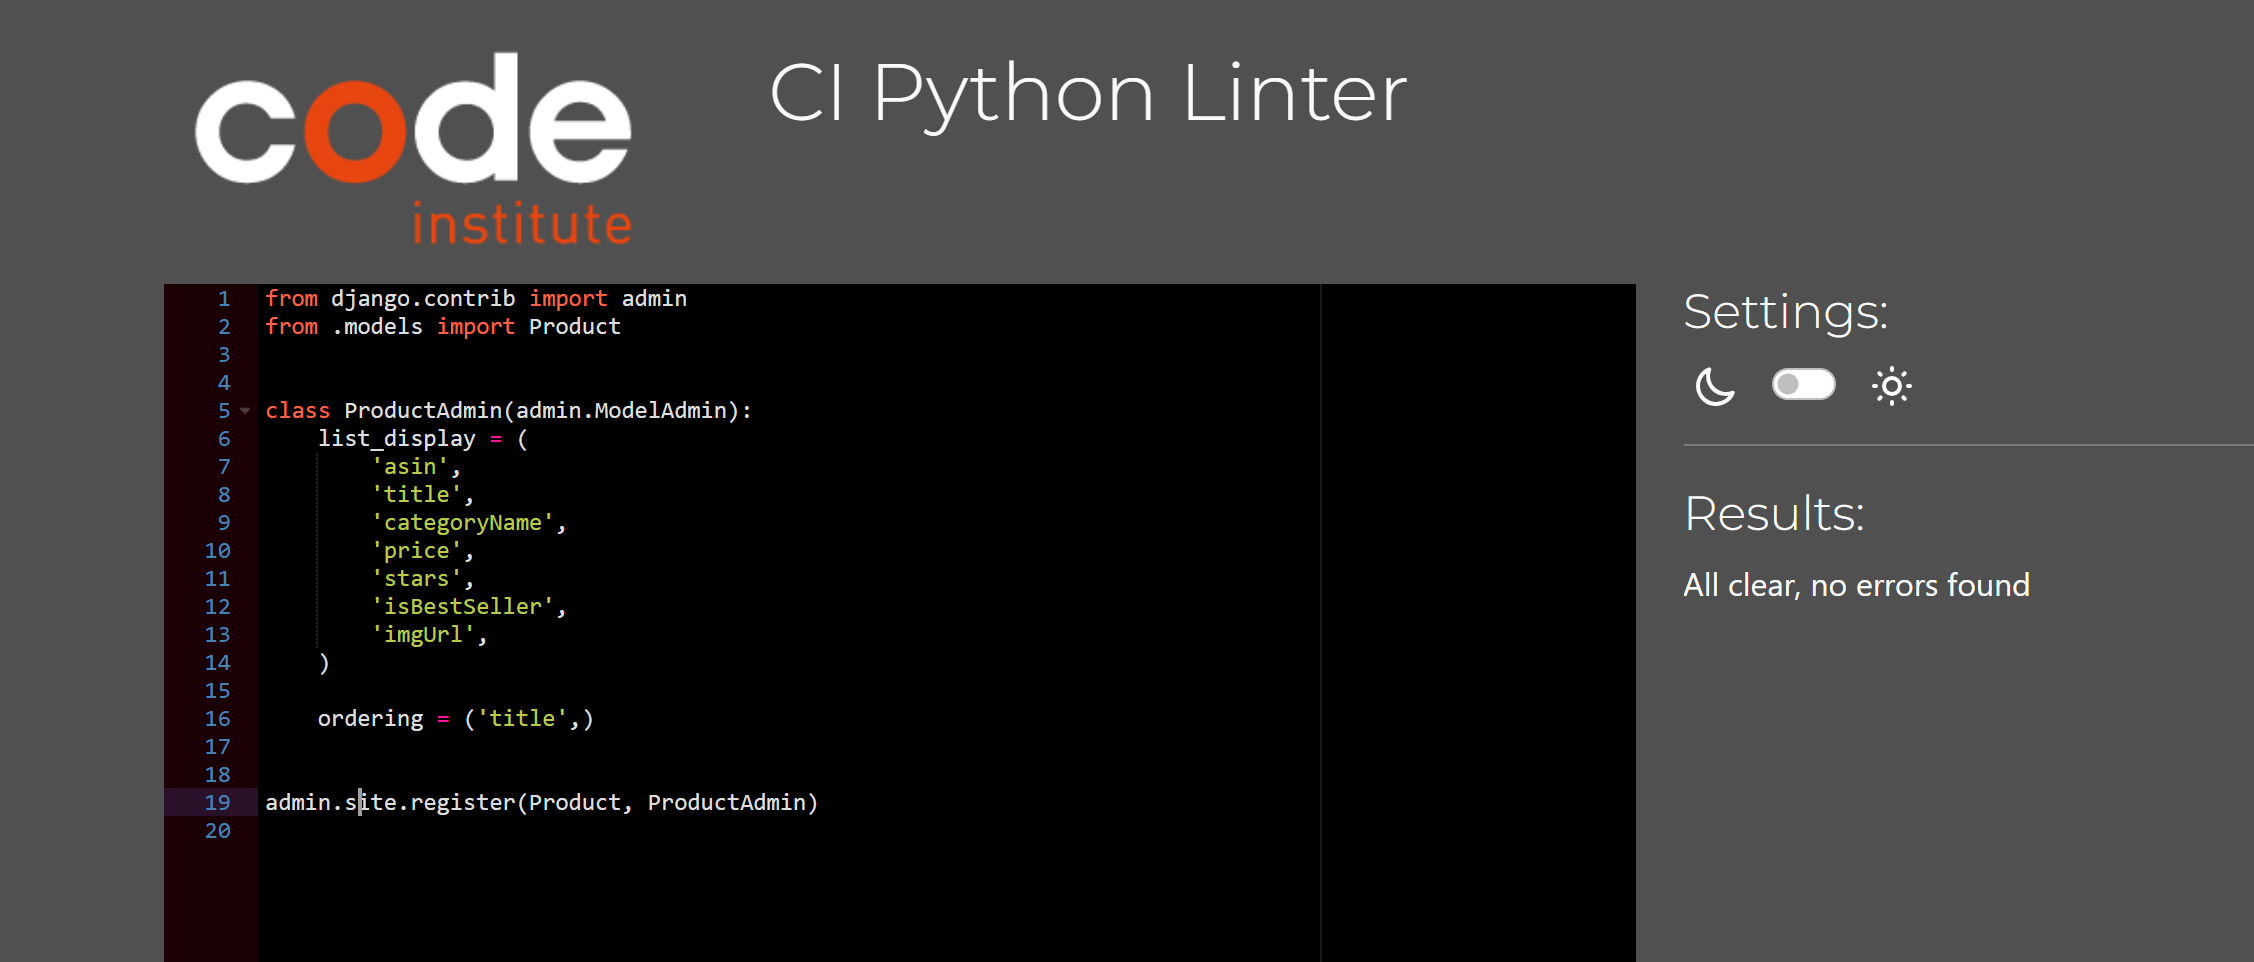 code
institute
CI Python Linter
1 from django.contrib import admin
2 from .models import Product
3
4
5 class ProductAdmin(admin.ModelAdmin):
6     list_display = (
7         'asin',
8         'title',
9         'categoryName',
10         'price',
11         'stars',
12         'isBestSeller',
13         'imgUrl',
14     )
15
16     ordering = ('title',)
17
18
19 admin.site.register(Product, ProductAdmin)
20
Settings:
Results:
All clear, no errors found